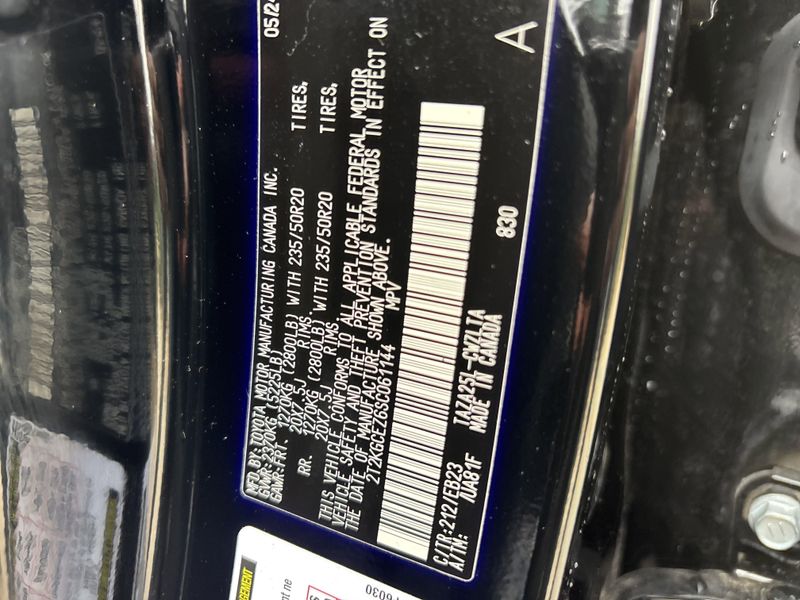 MFD. BY: TOYOTA MOTOR MANUFACTURING CANADA INC. 05/24
GVWR: 2370KG (5225LB)
GAWR: FRT. 1270KG (2800LB) WITH 235/50R20 TIRES,
20X7.5J RIMS
RR. 1270KG (2800LB) WITH 235/50R20 TIRES,
20X7.5J RIMS
THIS VEHICLE CONFORMS TO ALL APPLICABLE FEDERAL MOTOR
VEHICLE SAFETY AND THEFT PREVENTION STANDARDS IN EFFECT ON
THE DATE OF MANUFACTURE SHOWN ABOVE.
2T2KGCEZ6SC061144 MPV
C/TR: 212/EB23 TAZA25L-CWZLTA 830
A/TM: /UA81F MADE IN CANADA A
6030